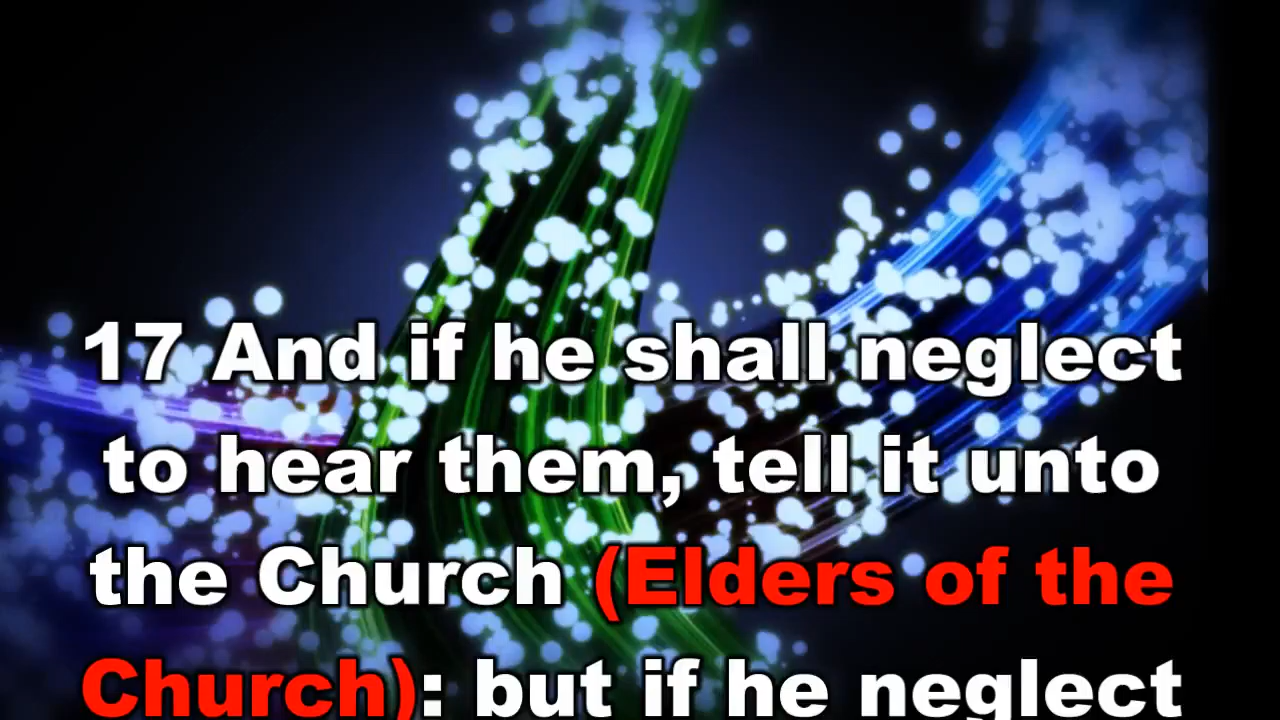 17 And if he shall neglect
to hear them, tell it unto
the Church (Elders of the
Church): but if he neglect